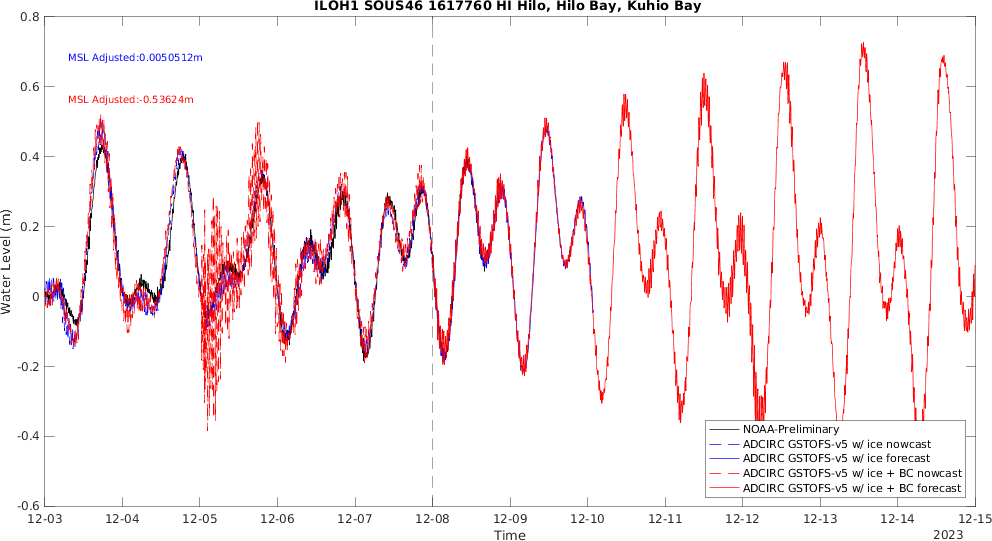 ILOH1 SOUS46 1617760 HI Hilo, Hilo Bay, Kuhio Bay
MSL Adjusted:0.0050512m
MSL Adjusted:-0.53624m
Water Level (m)
0.8
0.6
0.4
0.2
0
-0.2
-0.4
-0.6
NOAA-Preliminary
ADCIRC GSTOFS-v5 w/ ice nowcast
ADCIRC GSTOFS-v5 w/ ice forecast
ADCIRC GSTOFS-v5 w/ ice + BC nowcast
ADCIRC GSTOFS-v5 w/ ice + BC forecast
12-03 12-04 12-05 12-06 12-07 12-08 12-09 12-10 12-11 12-12 12-13 12-14 12-15
Time
2023